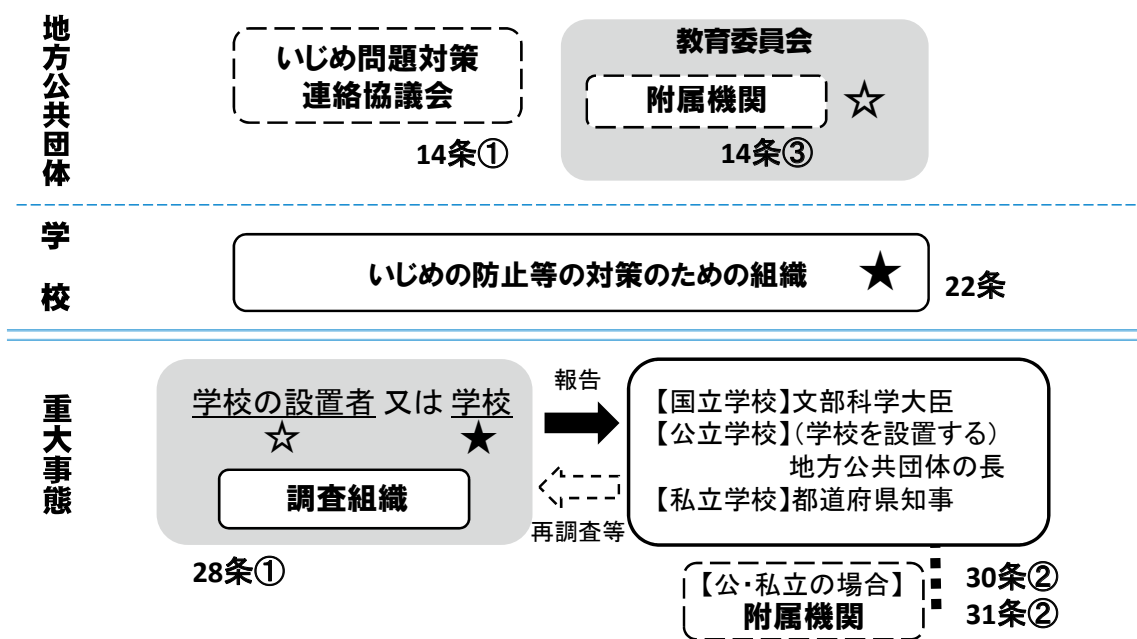 地方公共団体
いじめ問題対策
連絡協議会
14条①
教育委員会
附属機関 ☆
14条③
学校
いじめの防止等の対策のための組織 ★
22条
重大事態
学校の設置者 又は 学校
☆ ★
調査組織
28条①
報告
再調査等
【国立学校】文部科学大臣
【公立学校】(学校を設置する)
地方公共団体の長
【私立学校】都道府県知事
【公・私立の場合】
附属機関
30条②
31条②